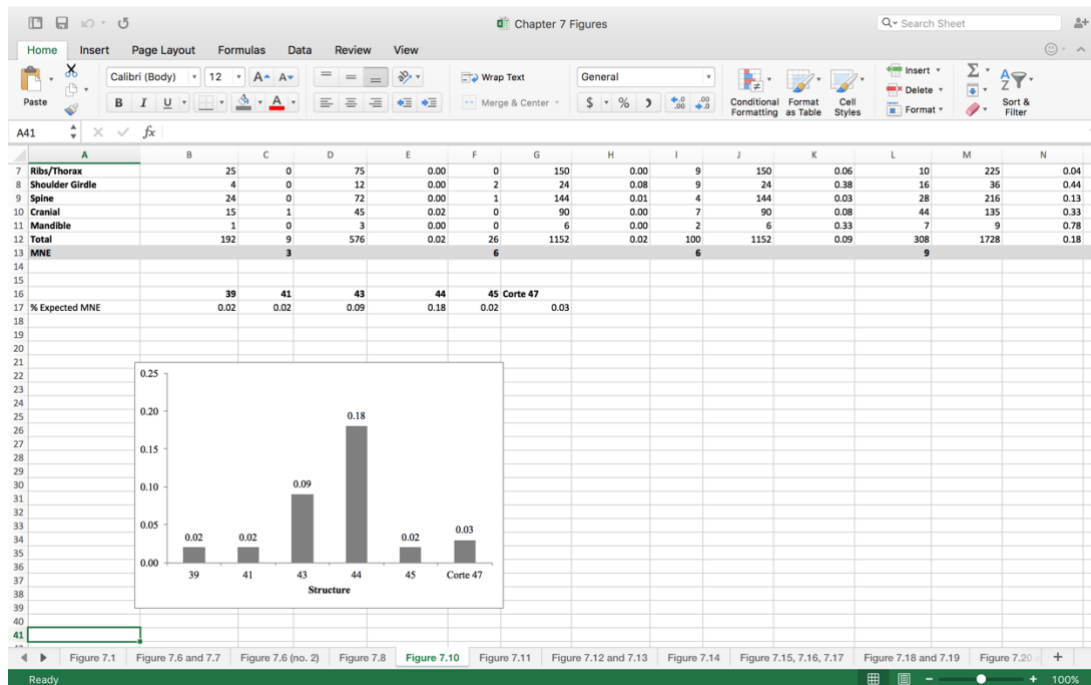 Chapter 7 Figures
Search Sheet
Home Insert Page Layout Formulas Data Review View
Paste
Calibri (Body) 12 A A
Wrap Text
General
B I U
Merge & Center
$ % )
Conditional Formatting
Format as Table
Cell Styles
Insert
Delete
Format
Sort & Filter
A41 fx
A B C D E F G H I J K L M N
7 Ribs/Thorax 25 0 75 0.00 0 150 0.00 9 150 0.06 10 225 0.04
8 Shoulder Girdle 4 0 12 0.00 2 24 0.08 9 24 0.38 16 36 0.44
9 Spine 24 0 72 0.00 1 144 0.01 4 144 0.03 28 216 0.13
10 Cranial 15 1 45 0.02 0 90 0.00 7 90 0.08 44 135 0.33
11 Mandible 1 0 3 0.00 0 6 0.00 2 6 0.33 7 9 0.78
12 Total 192 9 576 0.02 26 1152 0.02 100 1152 0.09 308 1728 0.18
13 MNE 3 6 6 9
14
15
16 39 41 43 44 45 Corte 47
17 % Expected MNE 0.02 0.02 0.09 0.18 0.02 0.03
18
19
20
21
22
23
24
25
26
27
28
29
30
31
32
33
34
35
36
37
38
39
40
41
0.25
0.20
0.15
0.10
0.05
0.00
0.02 0.02 0.09 0.18 0.02 0.03
39 41 43 44 45 Corte 47
Structure
Figure 7.1 Figure 7.6 and 7.7 Figure 7.6 (no. 2) Figure 7.8 Figure 7.10 Figure 7.11 Figure 7.12 and 7.13 Figure 7.14 Figure 7.15, 7.16, 7.17 Figure 7.18 and 7.19 Figure 7.20 +
Ready
100%